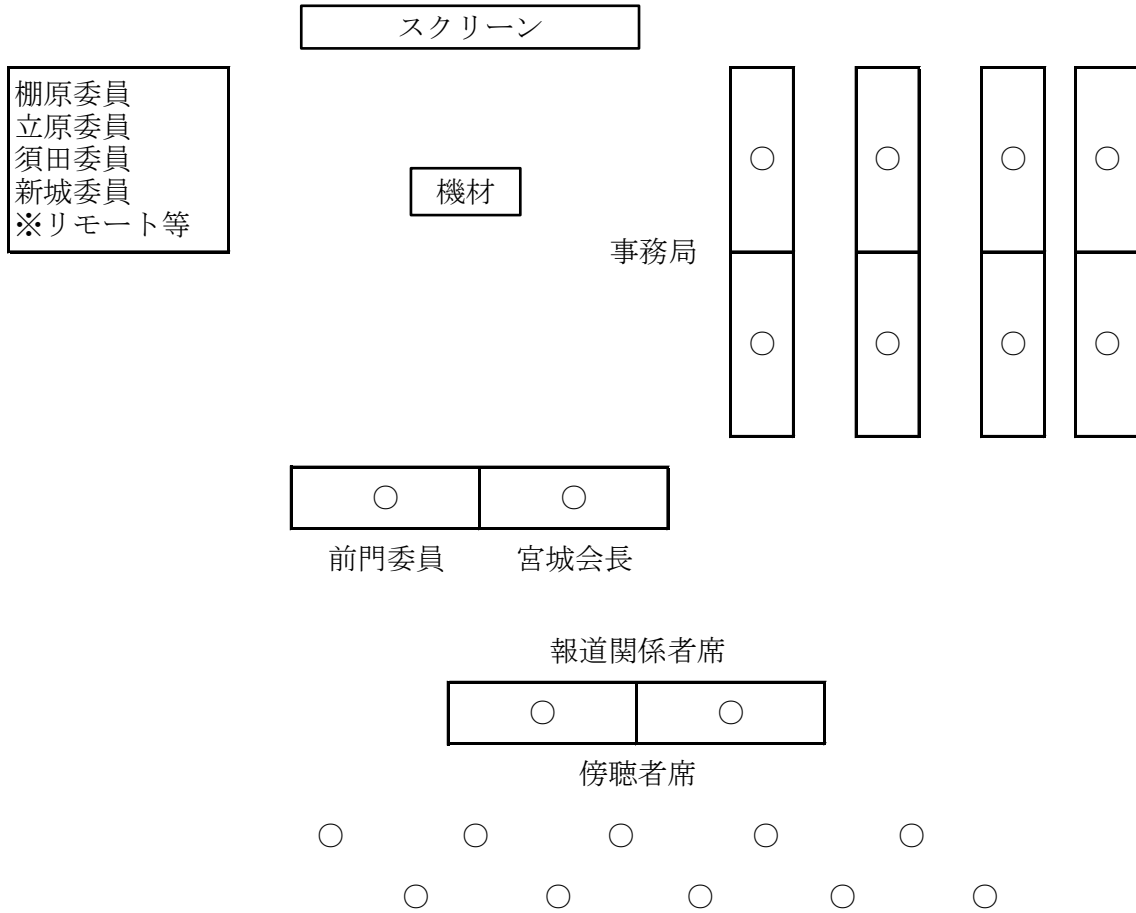 スクリーン
棚原委員
立原委員
須田委員
新城委員
※リモート等
機材
事務局
○ ○ ○ ○
○ ○ ○ ○
○ ○
前門委員 宮城会長
報道関係者席
○ ○
傍聴者席
○ ○ ○ ○ ○
○ ○ ○ ○ ○